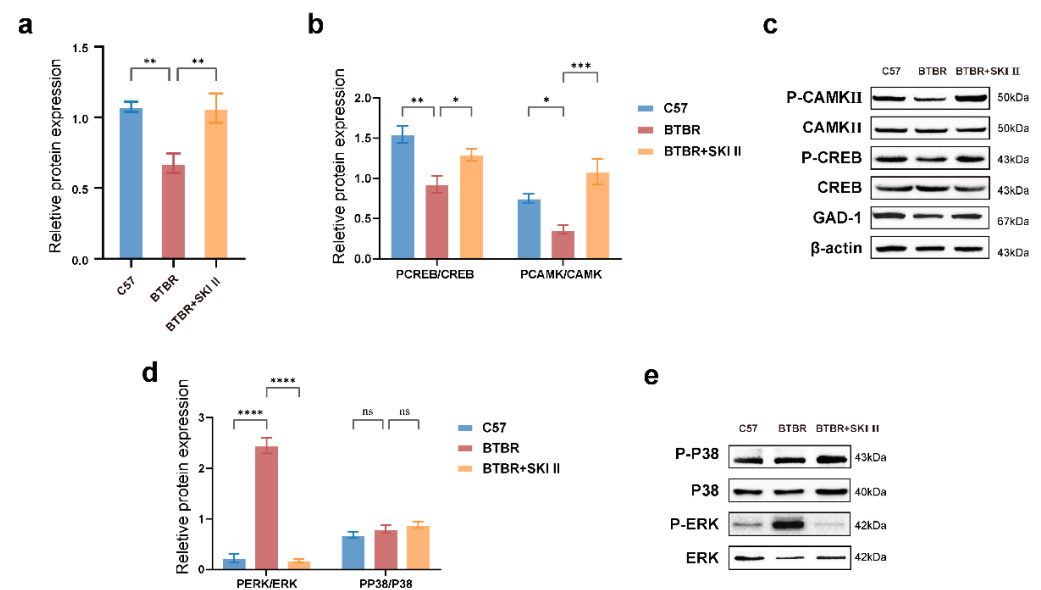 a
Reletive protein expression
1.5
1.0
0.5
0.0
** **
C57
BTBR
BTBR+SKI II
b
Reletive protein expression
2.0
1.5
1.0
0.5
0.0
** *
* ***
PCREB/CREB PCAMK/CAMK
C57
BTBR
BTBR+SKI II
c
C57 BTBR BTBR+SKI II
P-CAMKII 50kDa
CAMKII 50kDa
P-CREB 43kDa
CREB 43kDa
GAD-1 67kDa
β-actin 43kDa
d
Reletive protein expression
3
2
1
0
**** ****
ns ns
PERK/ERK PP38/P38
C57
BTBR
BTBR+SKI II
e
C57 BTBR BTBR+SKI II
P-P38 43kDa
P38 40kDa
P-ERK 42kDa
ERK 42kDa